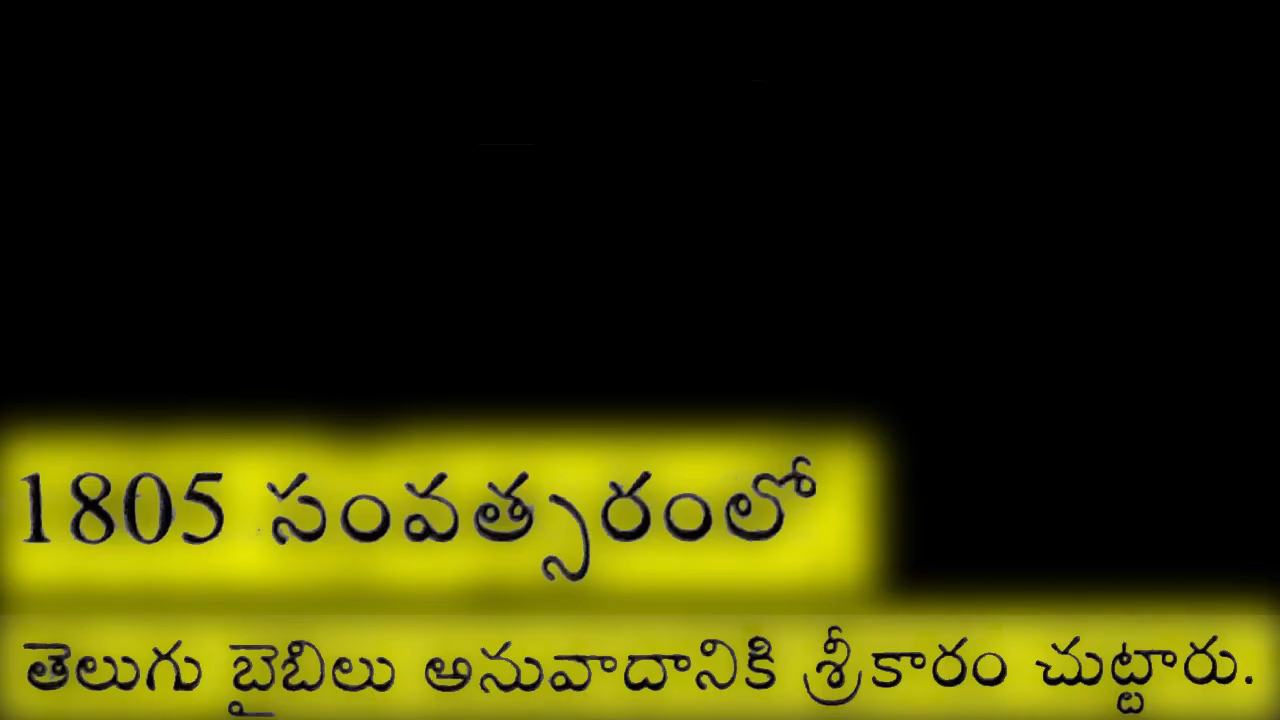 1805 సంవత్సరంలో
తెలుగు బైబిలు అనువాదానికి శ్రీకారం చుట్టారు.